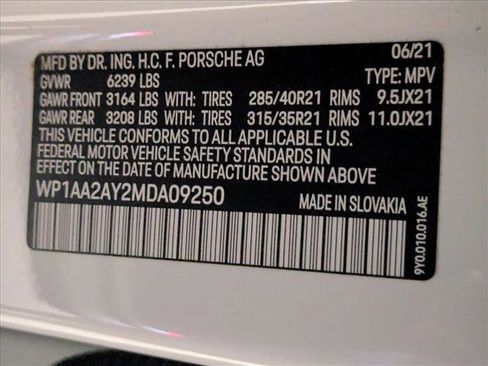 MFD BY DR. ING. H.C. F. PORSCHE AG 06/21
GVWR 6239 LBS TYPE: MPV
GAWR FRONT 3164 LBS WITH: TIRES 285/40R21 RIMS 9.5JX21
GAWR REAR 3208 LBS WITH: TIRES 315/35R21 RIMS 11.0JX21
THIS VEHICLE CONFORMS TO ALL APPLICABLE U.S.
FEDERAL MOTOR VEHICLE SAFETY STANDARDS IN
EFFECT ON THE DATE OF MANUFACTURE SHOWN ABOVE
WP1AA2AY2MDA09250 MADE IN SLOVAKIA
9Y0.010.016.AE